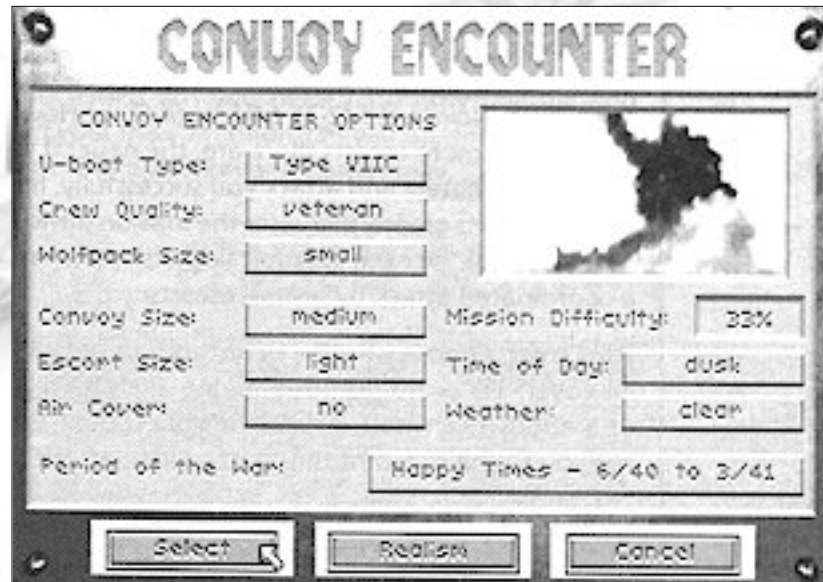 CONVOY ENCOUNTER
CONVOY ENCOUNTER OPTIONS
U-boat Type: Type VIIC
Crew Quality: veteran
Wolfpack Size: small
Convoy Size: medium Mission Difficulty: 33%
Escort Size: light Time of Day: dusk
Air Cover: no Weather: clear
Period of the War: Happy Times - 6/40 to 3/41
Select Realism Cancel